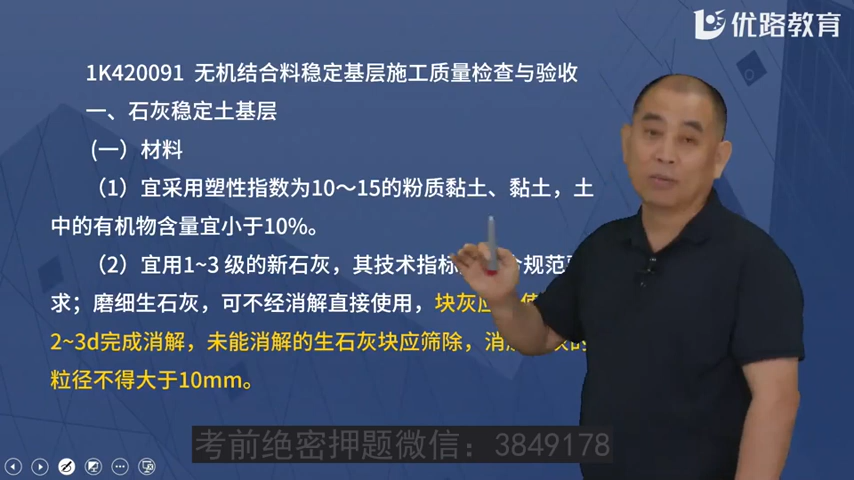 优路教育
1K420091 无机结合料稳定基层施工质量检查与验收
一、石灰稳定土基层
(一）材料
（1）宜采用塑性指数为10～15的粉质黏土、黏土，土
中的有机物含量宜小于10%。
（2）宜用1~3 级的新石灰，其技术指标 规范
求；磨细生石灰，可不经消解直接使用，块灰应
2~3d完成消解，未能消解的生石灰块应筛除，消 的
粒径不得大于10mm。
考前绝密押题微信：3849178